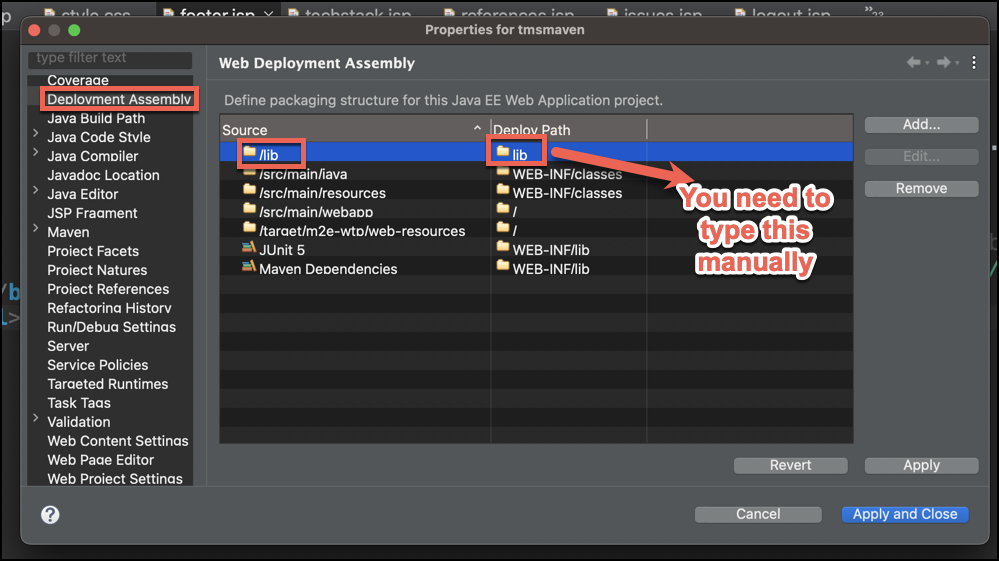 p style.css footer.jsp techstack.jsp references.jsp issues.jsp logout.jsp »23
Properties for tmsmaven
type filter text
Coverage
Deployment Assembly
Java Build Path
Java Code Style
Java Compiler
Javadoc Location
Java Editor
JSP Fragment
Maven
Project Facets
Project Natures
Project References
Refactoring History
Run/Debug Settings
Server
Service Policies
Targeted Runtimes
Task Tags
Validation
Web Content Settings
Web Page Editor
Web Project Settings
Web Deployment Assembly
Define packaging structure for this Java EE Web Application project.
Source Deploy Path
/lib lib
/src/main/java WEB-INF/classes
/src/main/resources WEB-INF/classes
/src/main/webapp /
/target/m2e-wtp/web-resources /
JUnit 5 WEB-INF/lib
Maven Dependencies WEB-INF/lib
You need to
type this
manually
Add...
Edit...
Remove
Revert Apply
? Cancel Apply and Close
/b
l>